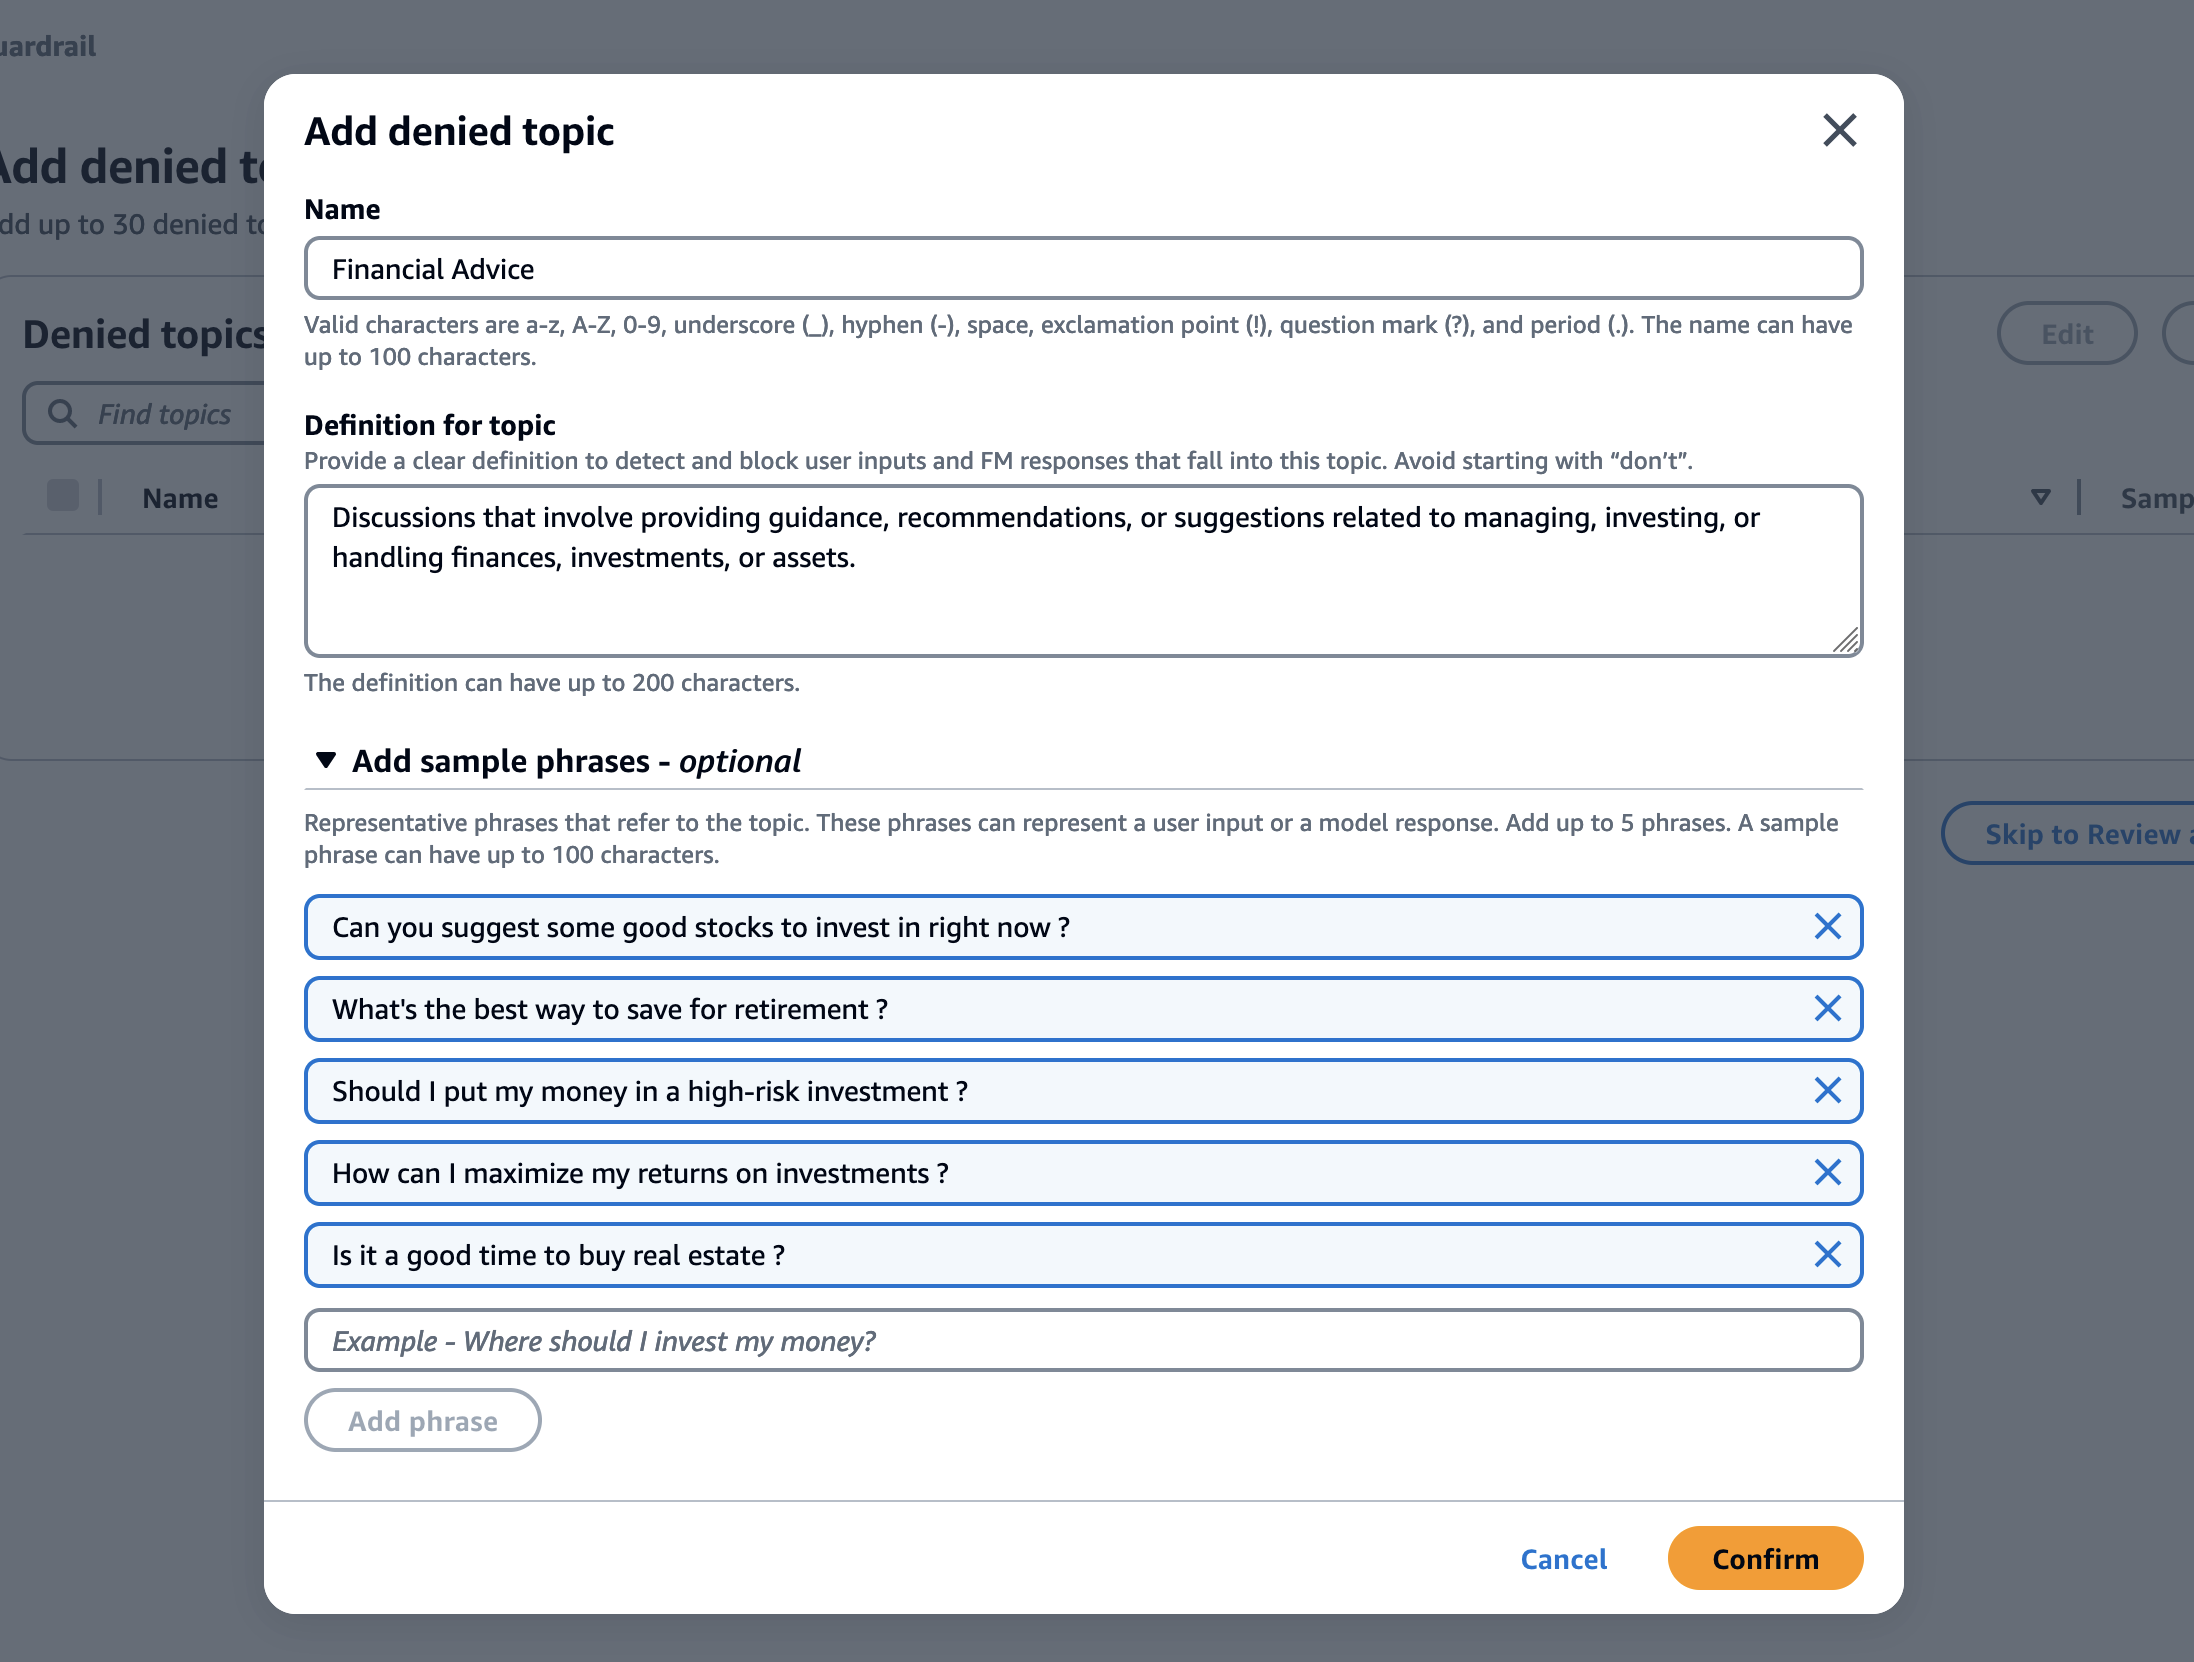 uardrail
Add denied to
dd up to 30 denied to
Denied topics
Edit
Find topics
Name
Samp
Skip to Review a
Add denied topic
Name
Financial Advice
Valid characters are a-z, A-Z, 0-9, underscore (_), hyphen (-), space, exclamation point (!), question mark (?), and period (.). The name can have
up to 100 characters.
Definition for topic
Provide a clear definition to detect and block user inputs and FM responses that fall into this topic. Avoid starting with “don’t”.
Discussions that involve providing guidance, recommendations, or suggestions related to managing, investing, or
handling finances, investments, or assets.
The definition can have up to 200 characters.
Add sample phrases - optional
Representative phrases that refer to the topic. These phrases can represent a user input or a model response. Add up to 5 phrases. A sample
phrase can have up to 100 characters.
Can you suggest some good stocks to invest in right now ?
What's the best way to save for retirement ?
Should I put my money in a high-risk investment ?
How can I maximize my returns on investments ?
Is it a good time to buy real estate ?
Example - Where should I invest my money?
Add phrase
Cancel
Confirm